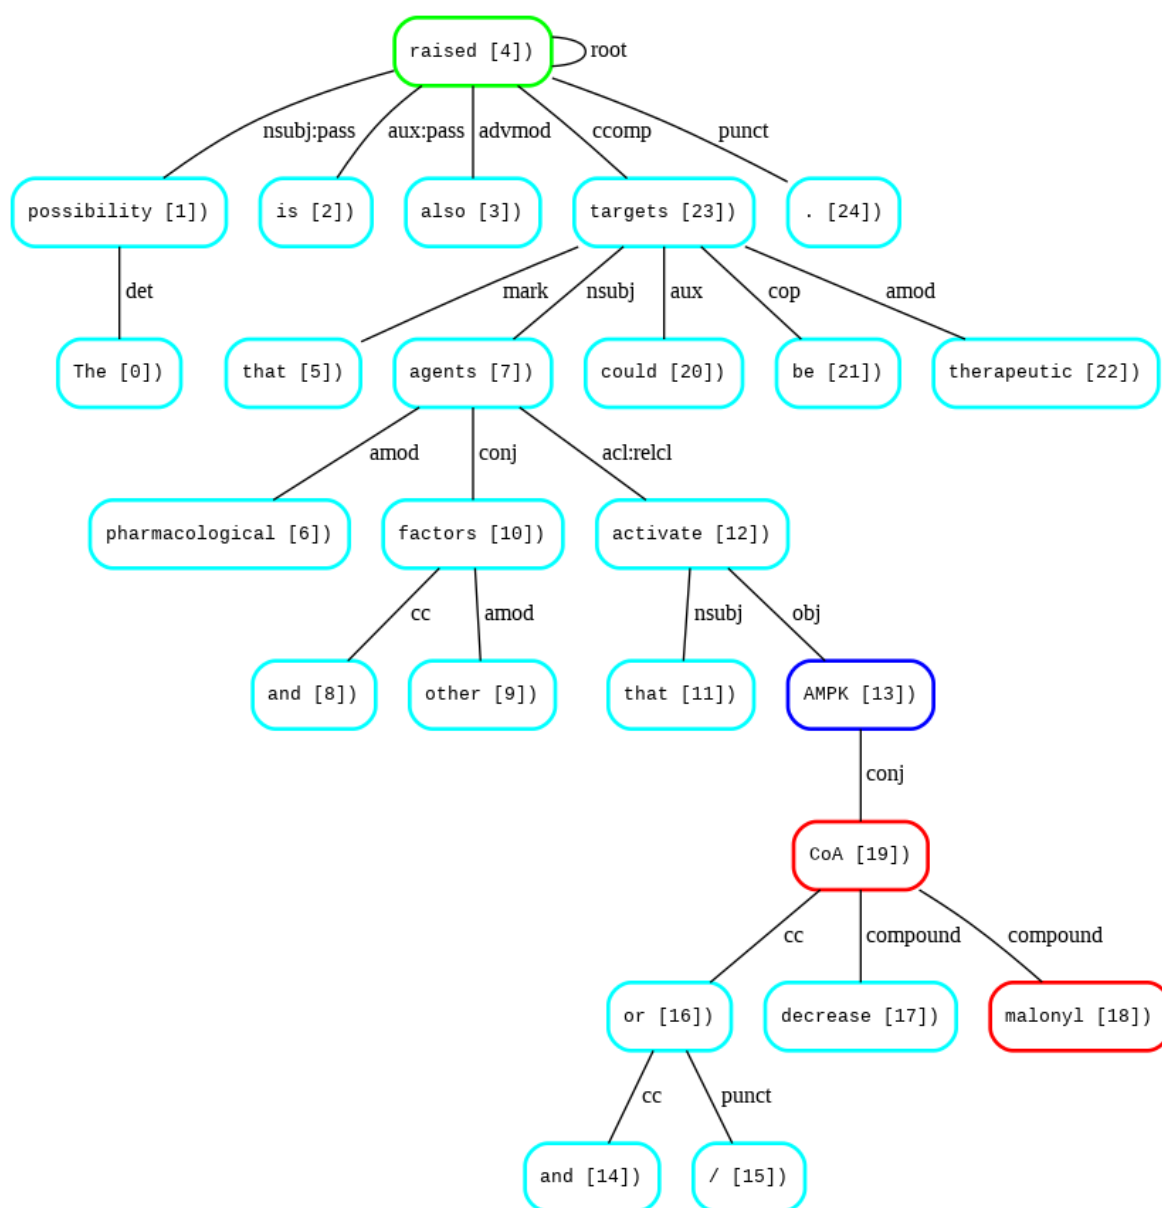 raised [4])
root
nsubj:pass aux:pass advmod ccomp punct
possibility [1]) is [2]) also [3]) targets [23]) . [24])
det mark nsubj aux cop amod
The [0]) that [5]) agents [7]) could [20]) be [21]) therapeutic [22])
amod conj acl:relcl
pharmacological [6]) factors [10]) activate [12])
cc amod nsubj obj
and [8]) other [9]) that [11]) AMPK [13])
conj
CoA [19])
cc compound compound
or [16]) decrease [17]) malonyl [18])
cc punct
and [14]) / [15])